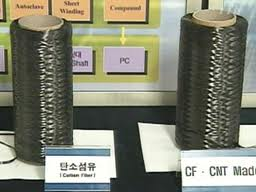 Autoclave
Sheet
Winding
Compound
Shaft
PC
탄소섬유
( Carbon Fiber )
CF · CNT Made